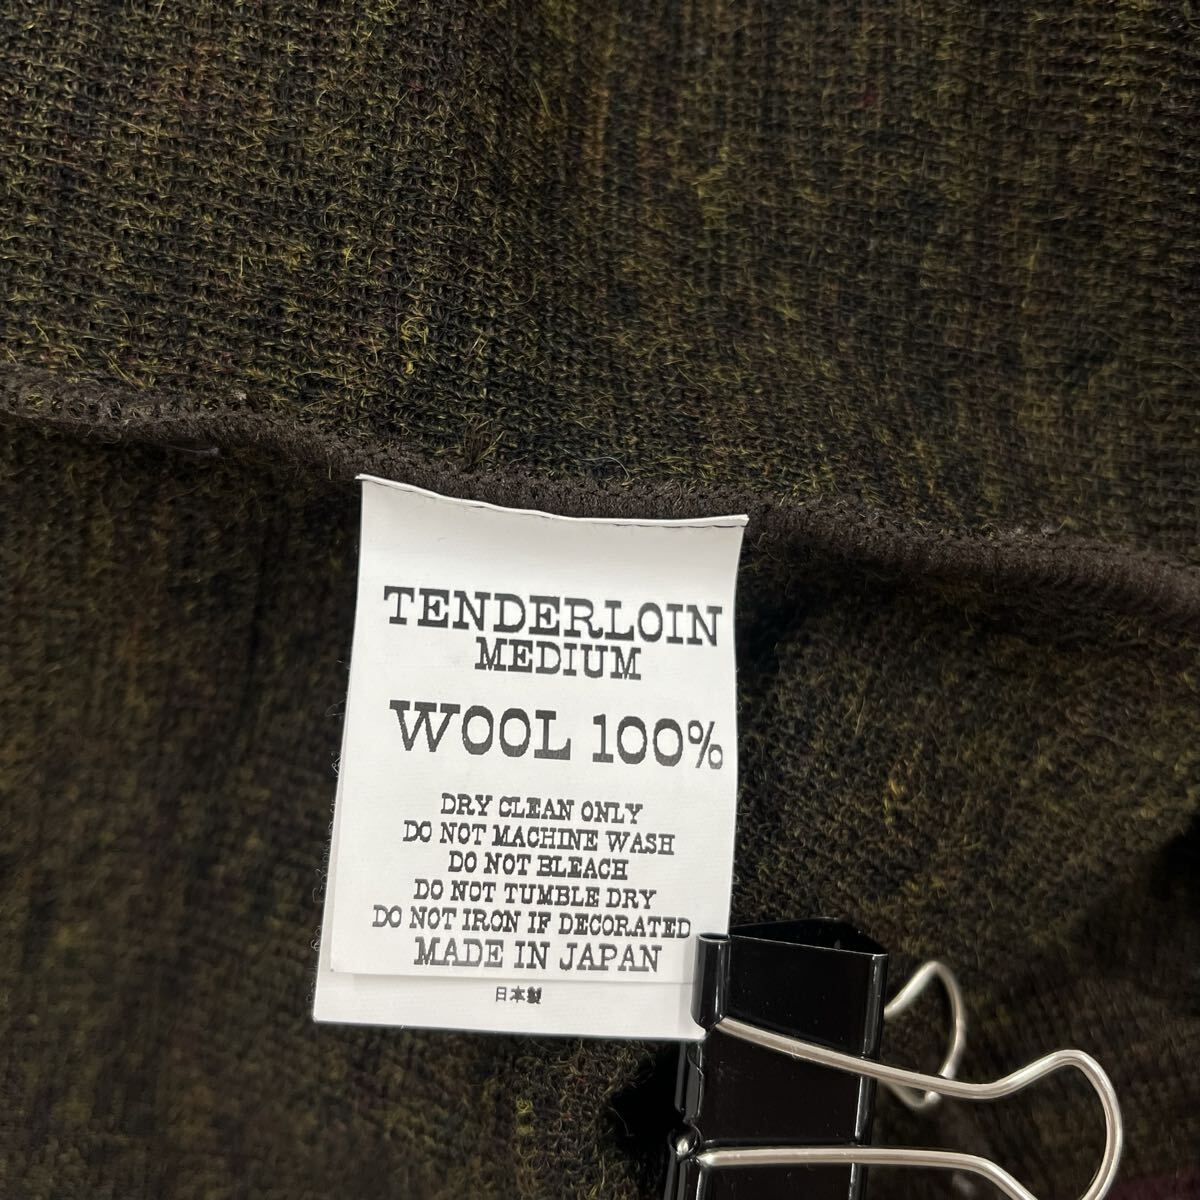 TENDERLOIN
MEDIUM
WOOL 100%
DRY CLEAN ONLY
DO NOT MACHINE WASH
DO NOT BLEACH
DO NOT TUMBLE DRY
DO NOT IRON IF DECORATED
MADE IN JAPAN
日本製